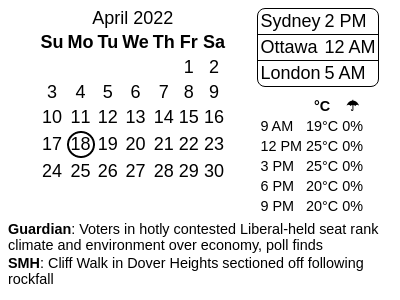 April 2022
Su Mo Tu We Th Fr Sa
1 2
3 4 5 6 7 8 9
10 11 12 13 14 15 16
17 18 19 20 21 22 23
24 25 26 27 28 29 30
Sydney 2 PM
Ottawa 12 AM
London 5 AM
°C ☂
9 AM 19°C 0%
12 PM 25°C 0%
3 PM 25°C 0%
6 PM 20°C 0%
9 PM 20°C 0%
Guardian: Voters in hotly contested Liberal-held seat rank
climate and environment over economy, poll finds
SMH: Cliff Walk in Dover Heights sectioned off following
rockfall